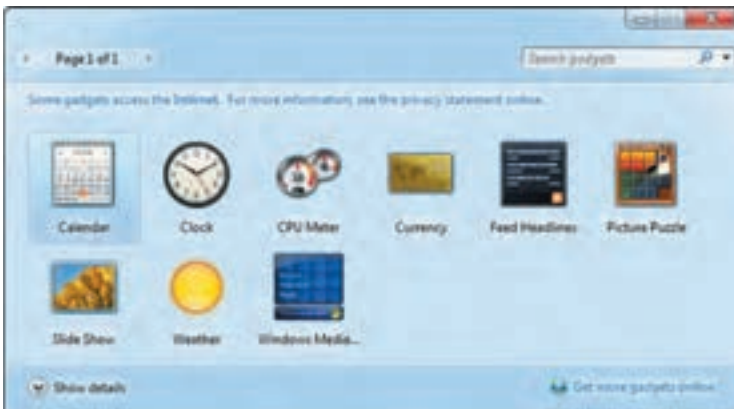 Page 1 of 1
Search gadgets
Some gadgets access the Internet. For more information, see the privacy statement online.
Calendar
Clock
CPU Meter
Currency
Feed Headlines
Picture Puzzle
Slide Show
Weather
Windows Media...
Show details
Get more gadgets online